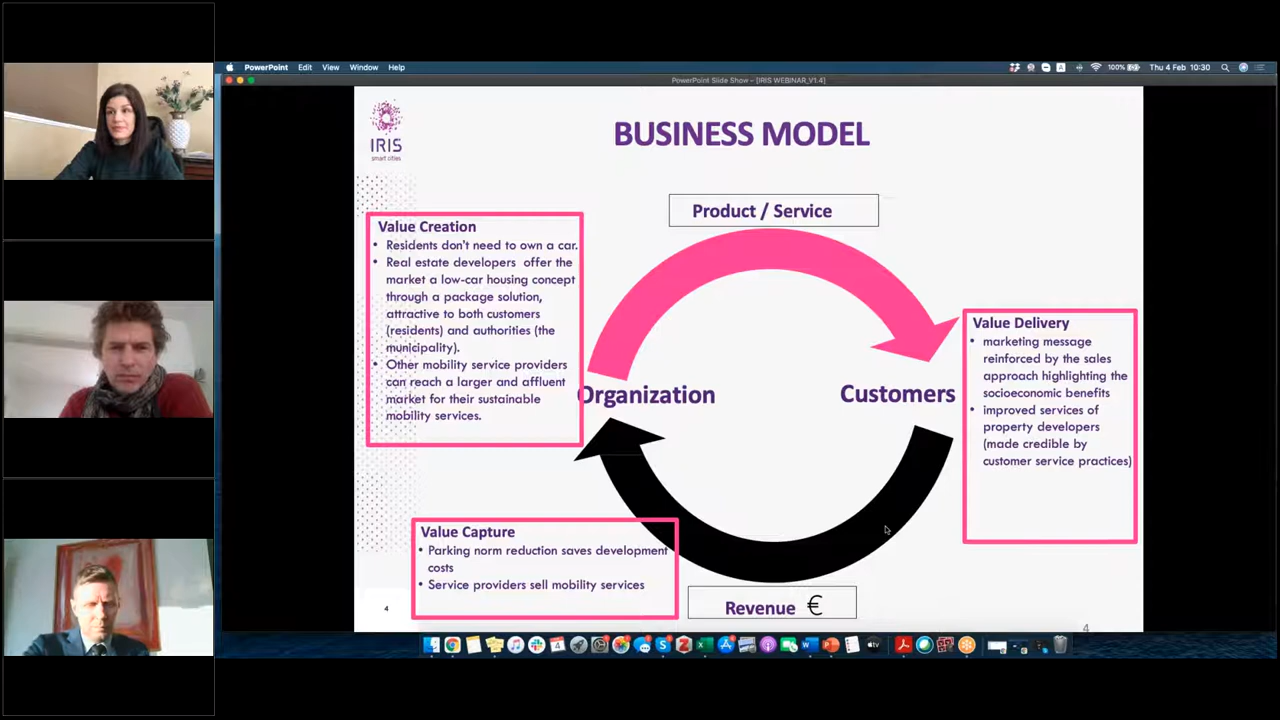 PowerPoint Edit View Window Help
100% Thu 4 Feb 10:30
PowerPoint Slide Show – [IRIS WEBINAR_V1.4]
IRIS
smart cities
BUSINESS MODEL
Product / Service
Value Creation
• Residents don't need to own a car.
• Real estate developers offer the
market a low-car housing concept
through a package solution,
attractive to both customers
(residents) and authorities (the
municipality).
• Other mobility service providers
can reach a larger and affluent
market for their sustainable
mobility services.
Organization
Customers
Value Delivery
• marketing message
reinforced by the sales
approach highlighting the
socioeconomic benefits
• improved services of
property developers
(made credible by
customer service practices)
Value Capture
• Parking norm reduction saves development
costs
• Service providers sell mobility services
Revenue €
4
4